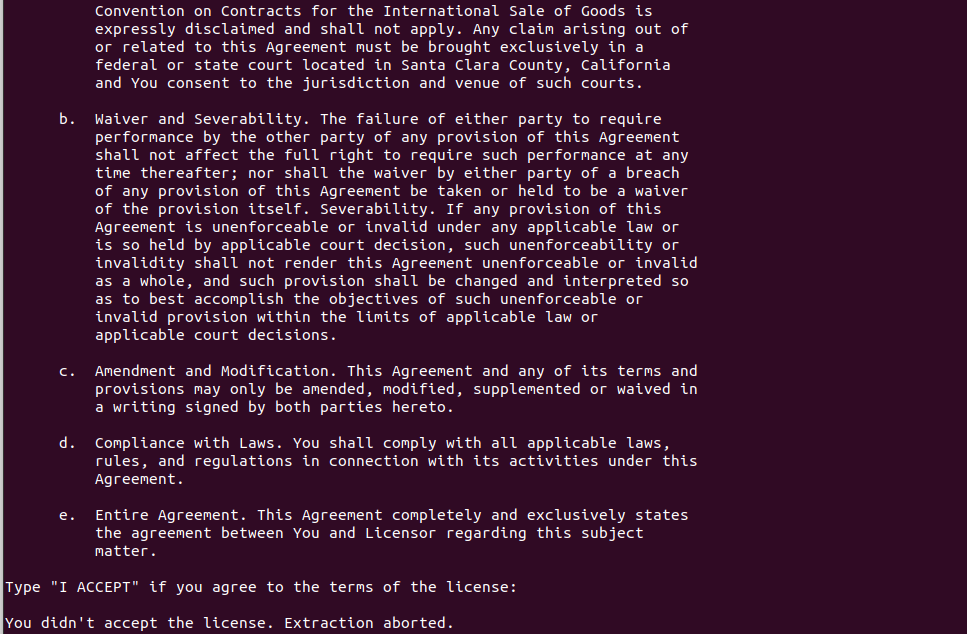 Convention on Contracts for the International Sale of Goods is
expressly disclaimed and shall not apply. Any claim arising out of
or related to this Agreement must be brought exclusively in a
federal or state court located in Santa Clara County, California
and You consent to the jurisdiction and venue of such courts.
b. Waiver and Severability. The failure of either party to require
performance by the other party of any provision of this Agreement
shall not affect the full right to require such performance at any
time thereafter; nor shall the waiver by either party of a breach
of any provision of this Agreement be taken or held to be a waiver
of the provision itself. Severability. If any provision of this
Agreement is unenforceable or invalid under any applicable law or
is so held by applicable court decision, such unenforceability or
invalidity shall not render this Agreement unenforceable or invalid
as a whole, and such provision shall be changed and interpreted so
as to best accomplish the objectives of such unenforceable or
invalid provision within the limits of applicable law or
applicable court decisions.
c. Amendment and Modification. This Agreement and any of its terms and
provisions may only be amended, modified, supplemented or waived in
a writing signed by both parties hereto.
d. Compliance with Laws. You shall comply with all applicable laws,
rules, and regulations in connection with its activities under this
Agreement.
e. Entire Agreement. This Agreement completely and exclusively states
the agreement between You and Licensor regarding this subject
matter.
Type "I ACCEPT" if you agree to the terms of the license:
You didn't accept the license. Extraction aborted.